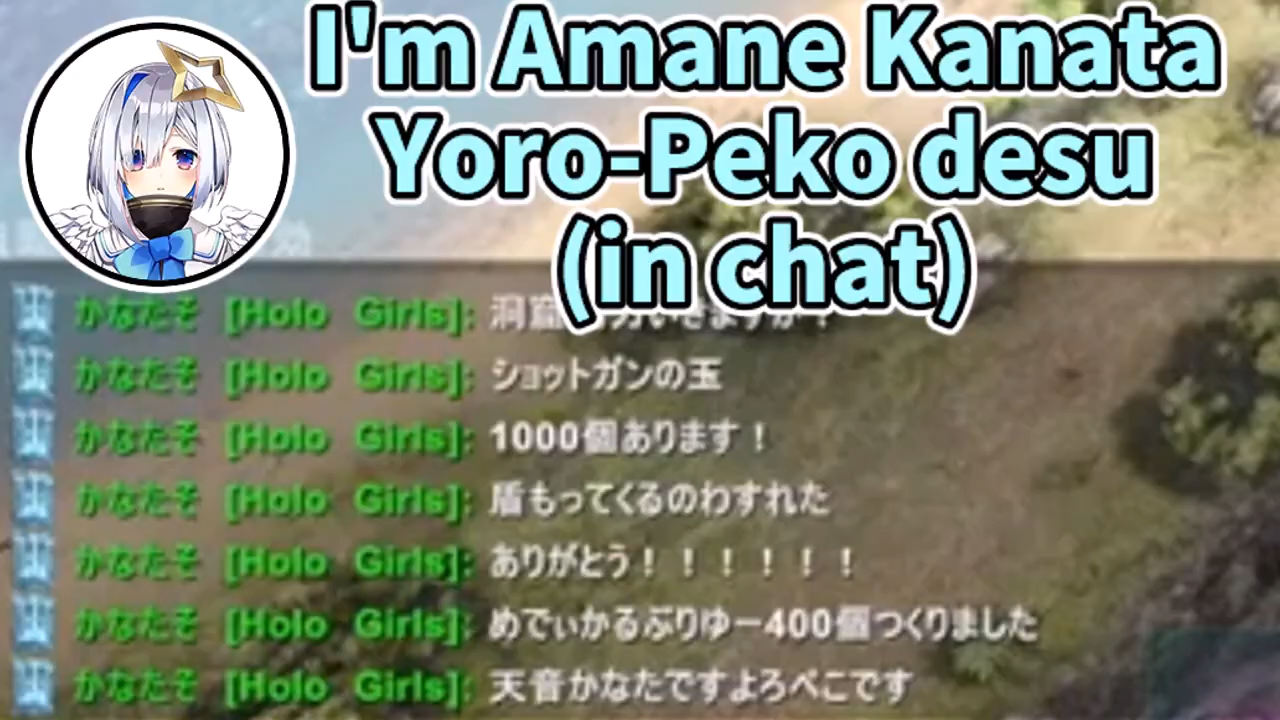 I'm Amane Kanata
Yoro-Peko desu
(in chat)
かなたそ [Holo Girls]: 洞窟
かなたそ [Holo Girls]: ショットガンの玉
かなたそ [Holo Girls]: 1000個あります！
かなたそ [Holo Girls]: 盾もってくるのわすれた
かなたそ [Holo Girls]: ありがとう！！！！！！
かなたそ [Holo Girls]: めでぃかるぶりゆー400個つくりました
かなたそ [Holo Girls]: 天音かなたですよろぺこです